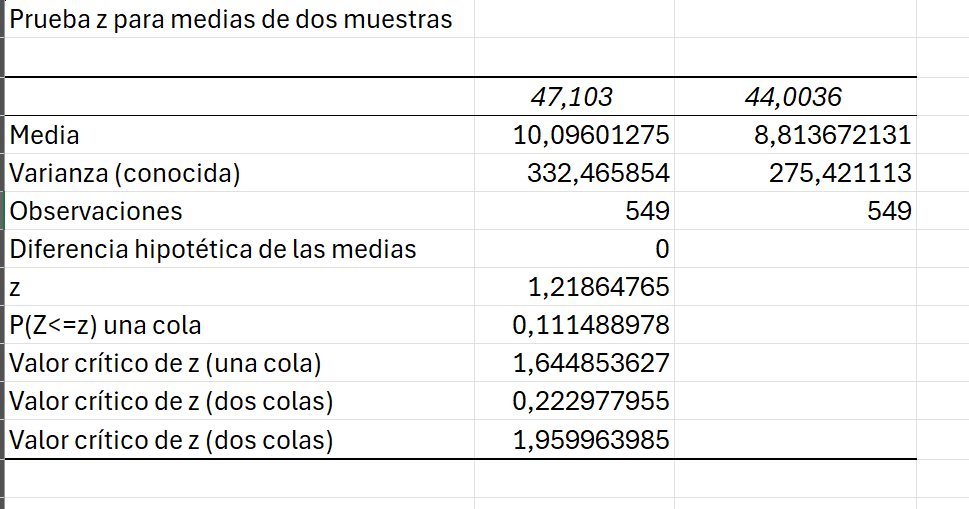 Prueba z para medias de dos muestras
47,103 44,0036
Media 10,09601275 8,813672131
Varianza (conocida) 332,465854 275,421113
Observaciones 549 549
Diferencia hipotética de las medias 0
z 1,21864765
P(Z<=z) una cola 0,111488978
Valor crítico de z (una cola) 1,644853627
Valor crítico de z (dos colas) 0,222977955
Valor crítico de z (dos colas) 1,959963985